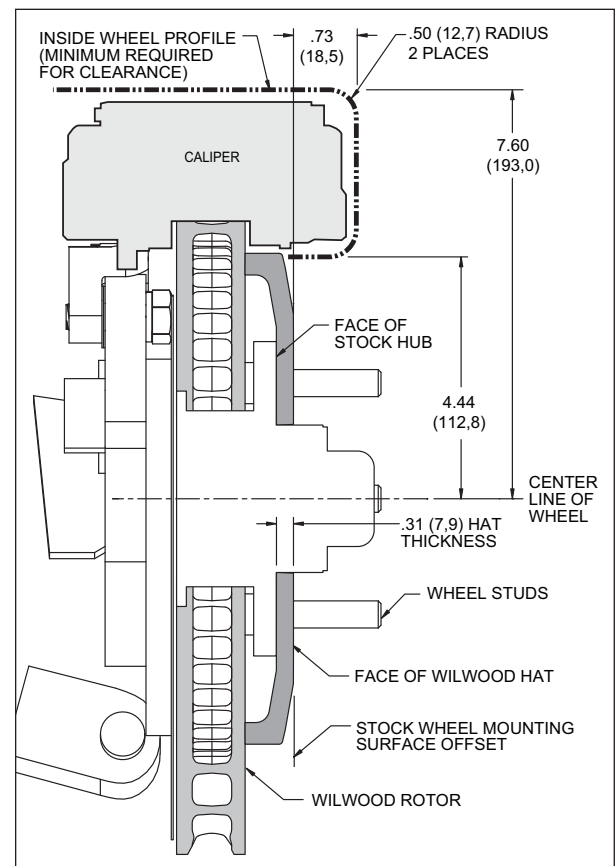 INSIDE WHEEL PROFILE
(MINIMUM REQUIRED
FOR CLEARANCE)
.73
(18,5)
.50 (12,7) RADIUS
2 PLACES
7.60
(193,0)
CALIPER
FACE OF
STOCK HUB
4.44
(112,8)
CENTER
LINE OF
WHEEL
.31 (7,9) HAT
THICKNESS
WHEEL STUDS
FACE OF WILWOOD HAT
STOCK WHEEL MOUNTING
SURFACE OFFSET
WILWOOD ROTOR